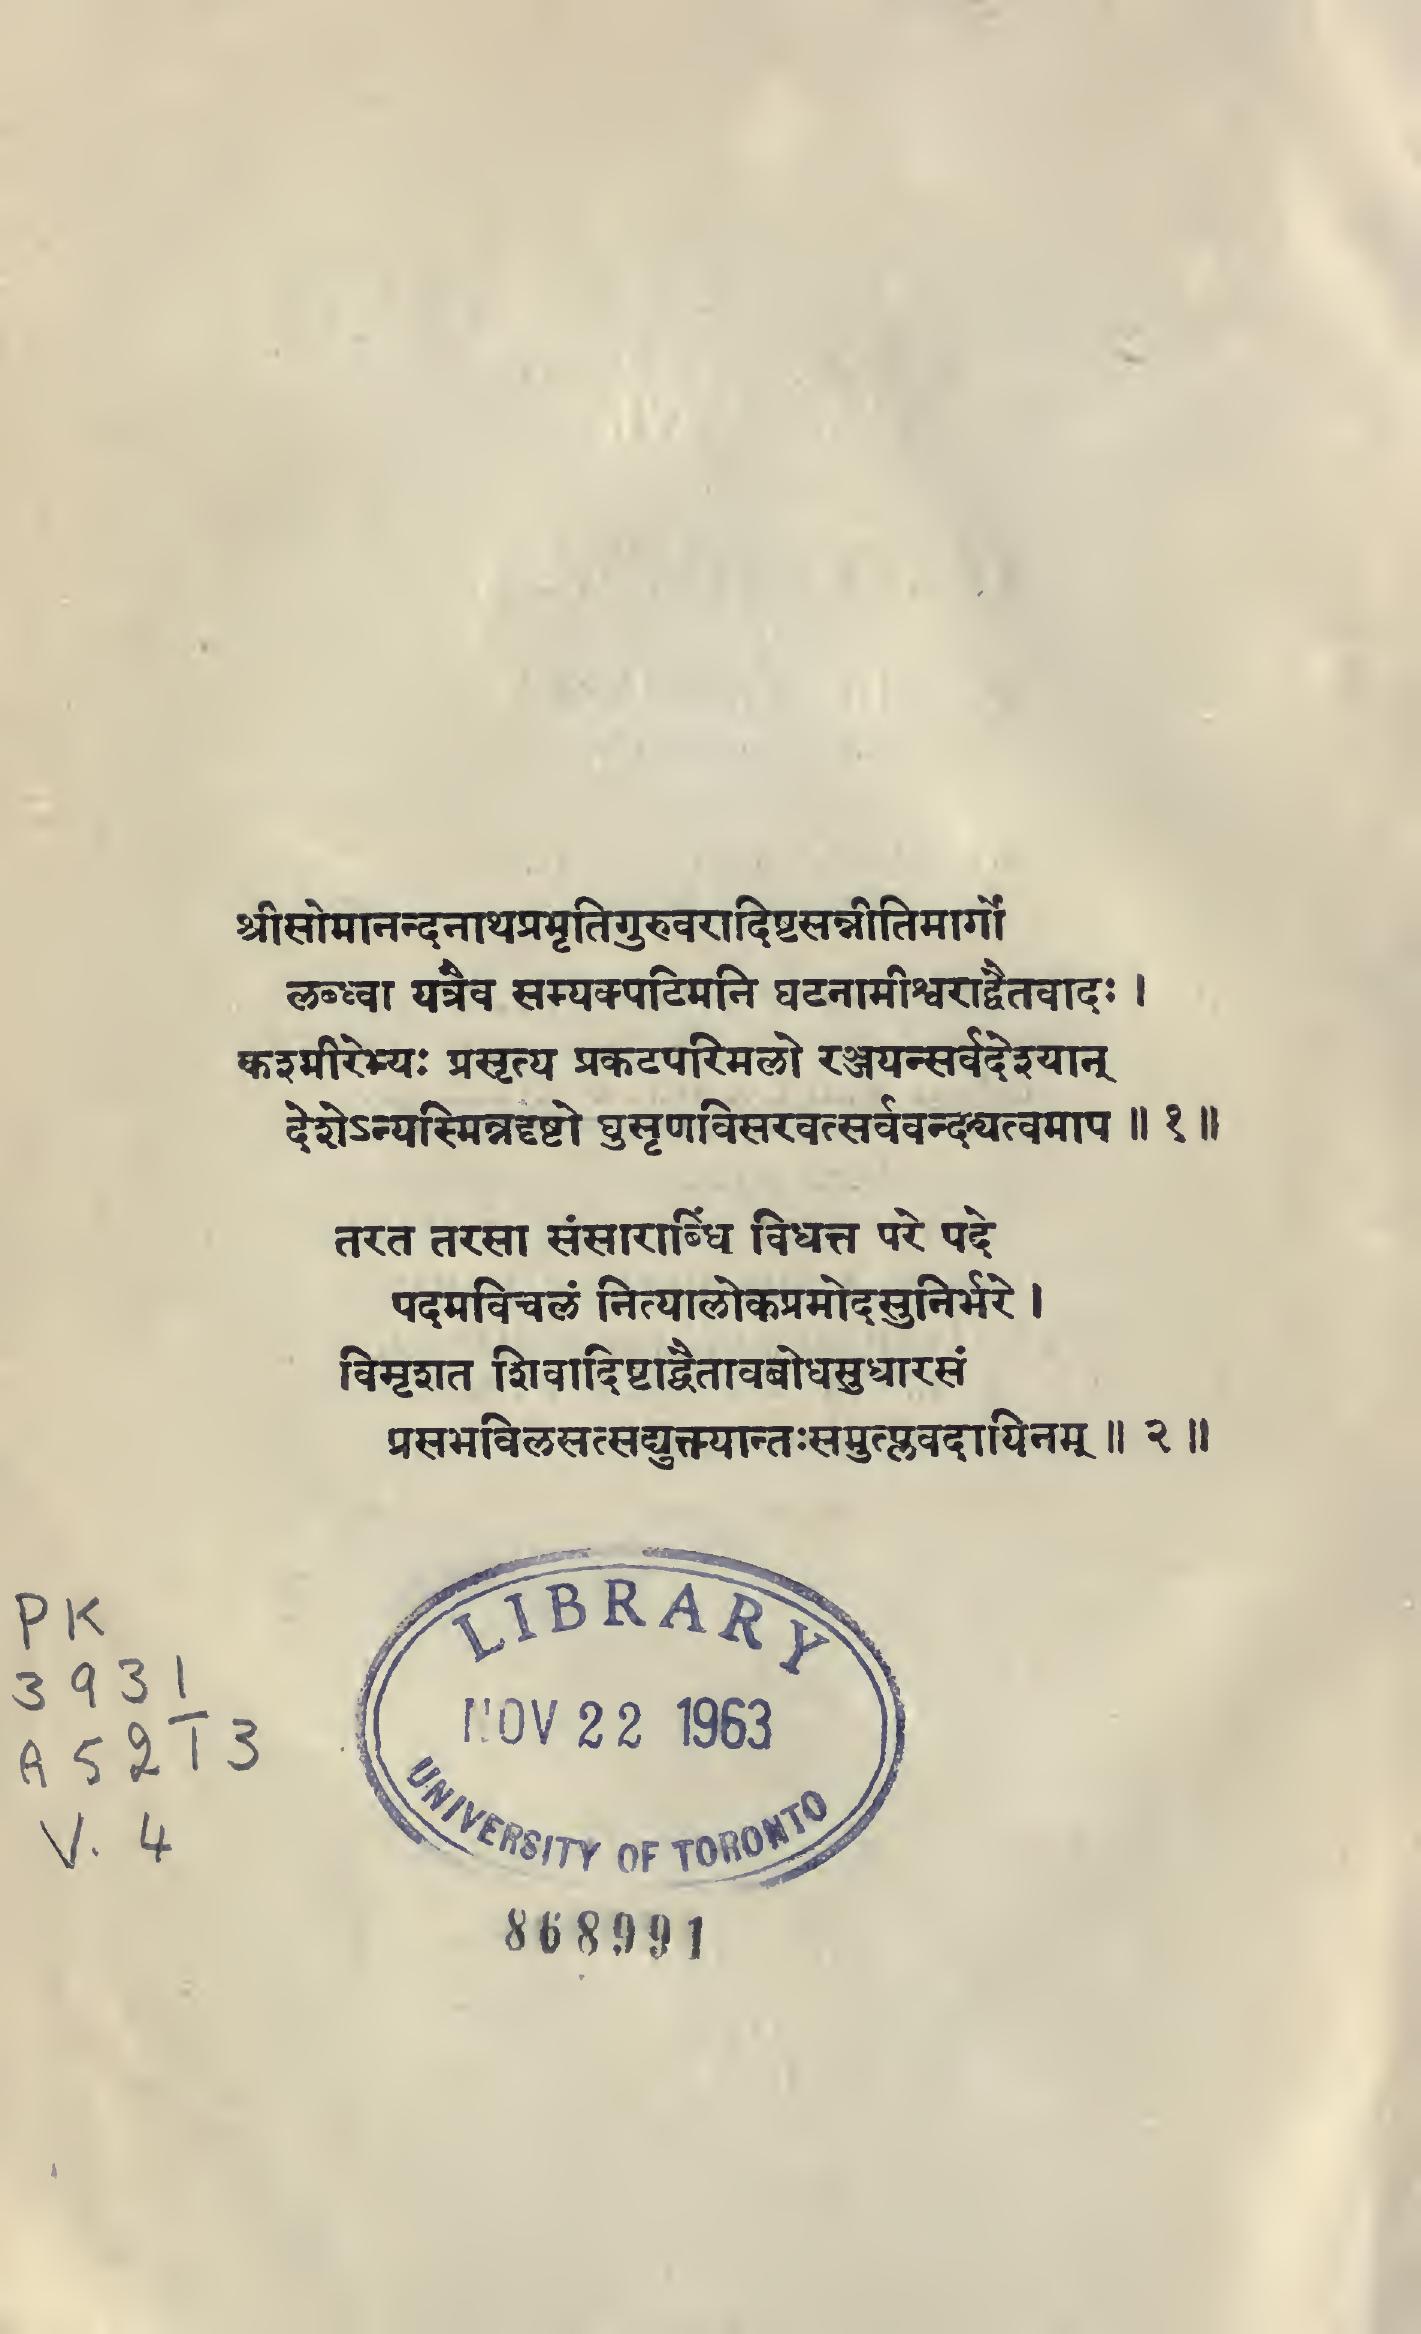 श्रीसोमानन्दनाथप्रभृतिगुरुवरादिष्टसन्नीतिमार्गो
लब्ध्वा यत्रैव सम्यक्पटिमनि घटनामीश्वराद्वैतवादः ।
कश्मीरेभ्यः प्रसृत्य प्रकटपरिमलो रञ्जयन्सर्वदेश्यान्
देशेऽन्यस्मिन्नदृष्टो घुसृणविसरवत्सर्ववन्द्यत्वमाप ॥ १ ॥
तरत तरसा संसाराब्धिं विधत्त परे पदे
पदमविचलं नित्यालोकप्रमोदसुनिर्भरे ।
विमृशत शिवादिष्टाद्वैतावबोधसुधारसं
प्रसभविलसत्सद्युक्त्यान्तःसमुत्प्लवदायिनम् ॥ २ ॥
LIBRARY
NOV 22 1963
UNIVERSITY OF TORONTO
868991
PK
3931
A52T3
V. 4